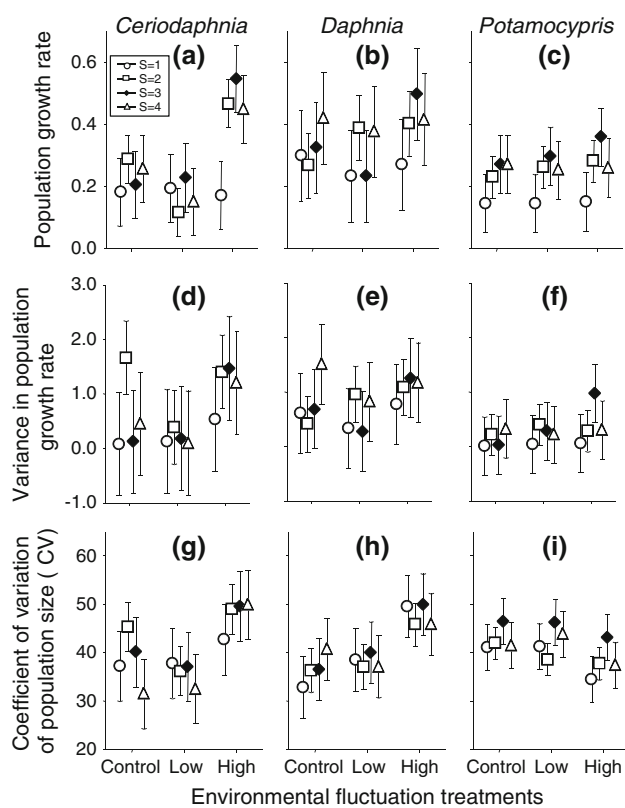 Ceriodaphnia
Daphnia
Potamocypris
(a)
(b)
(c)
S=1
S=2
S=3
S=4
Population growth rate
0.6
0.4
0.2
0.0
(d)
(e)
(f)
Variance in population
growth rate
3.0
2.0
1.0
0.0
-1.0
(g)
(h)
(i)
Coefficient of variation
of population size ( CV)
60
50
40
30
20
Control Low High
Control Low High
Control Low High
Environmental fluctuation treatments